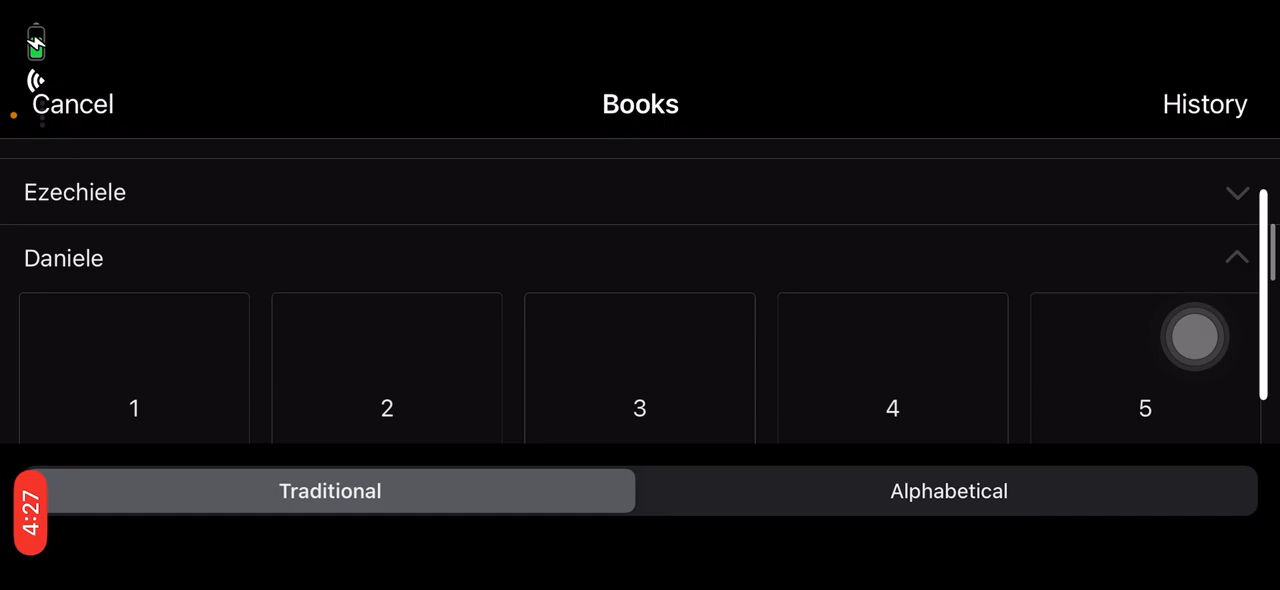 Cancel
Books
History
Ezechiele
Daniele
1
2
3
4
5
Traditional
Alphabetical
4:27